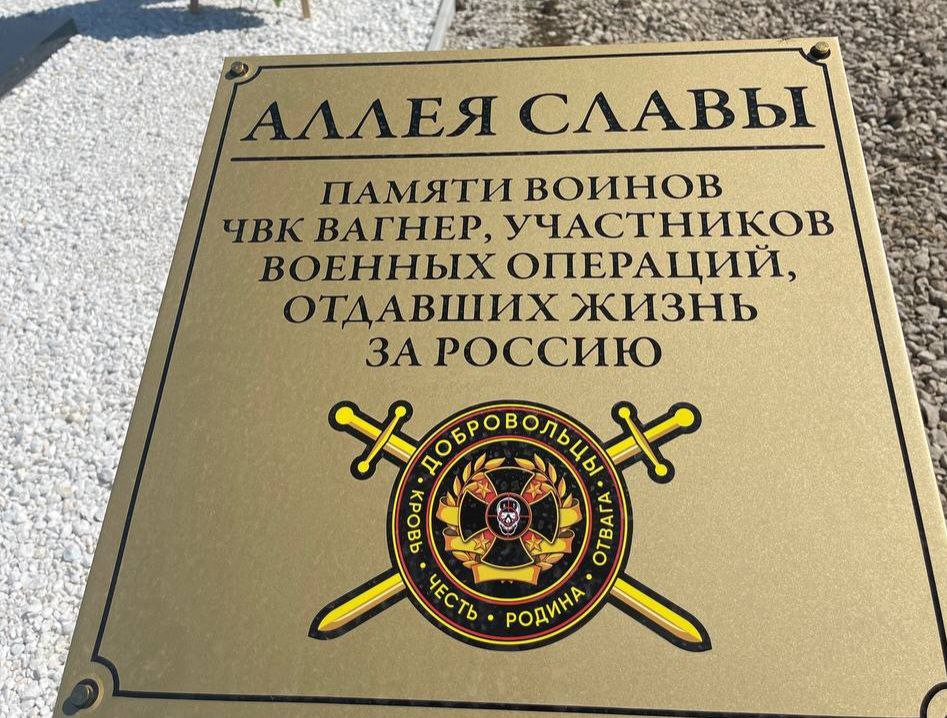 АЛЛЕЯ СЛАВЫ
ПАМЯТИ ВОИНОВ
ЧВК ВАГНЕР, УЧАСТНИКОВ
ВОЕННЫХ ОПЕРАЦИЙ,
ОТДАВШИХ ЖИЗНЬ
ЗА РОССИЮ
ДОБРОВОЛЬЦЫ
КРОВЬ • ЧЕСТЬ • РОДИНА • ОТВАГА